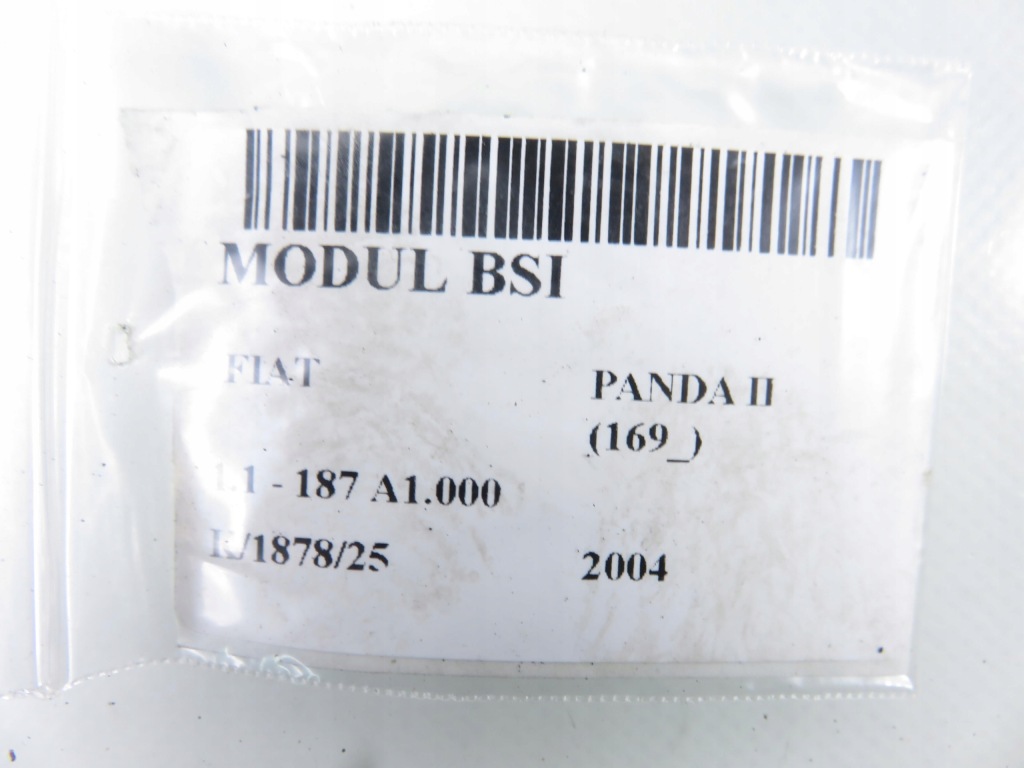 MODUL BSI
FIAT PANDA II
(169_)
1.1 - 187 A1.000
/1878/25 2004